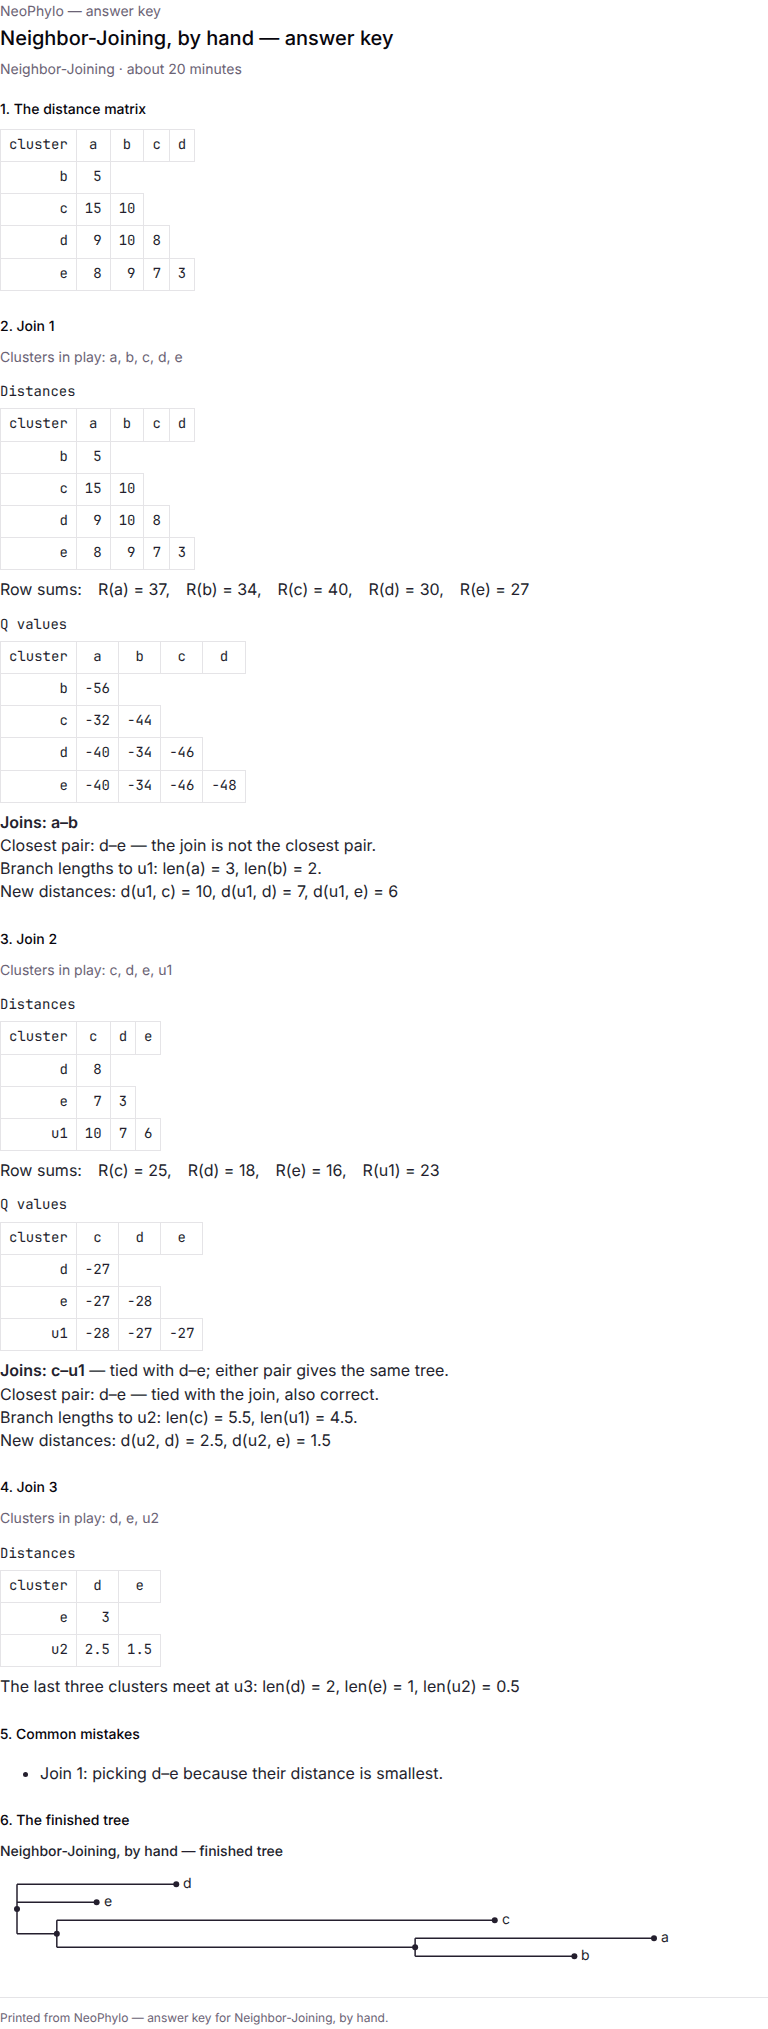 NeoPhylo — answer key
Neighbor-Joining, by hand — answer key
Neighbor-Joining · about 20 minutes
1. The distance matrix
cluster a b c d
b 5
c 15 10
d 9 10 8
e 8 9 7 3
2. Join 1
Clusters in play: a, b, c, d, e
Distances
cluster a b c d
b 5
c 15 10
d 9 10 8
e 8 9 7 3
Row sums: R(a) = 37, R(b) = 34, R(c) = 40, R(d) = 30, R(e) = 27
Q values
cluster a b c d
b -56
c -32 -44
d -40 -34 -46
e -40 -34 -46 -48
Joins: a–b
Closest pair: d–e — the join is not the closest pair.
Branch lengths to u1: len(a) = 3, len(b) = 2.
New distances: d(u1, c) = 10, d(u1, d) = 7, d(u1, e) = 6
3. Join 2
Clusters in play: c, d, e, u1
Distances
cluster c d e
d 8
e 7 3
u1 10 7 6
Row sums: R(c) = 25, R(d) = 18, R(e) = 16, R(u1) = 23
Q values
cluster c d e
d -27
e -27 -28
u1 -28 -27 -27
Joins: c–u1 — tied with d–e; either pair gives the same tree.
Closest pair: d–e — tied with the join, also correct.
Branch lengths to u2: len(c) = 5.5, len(u1) = 4.5.
New distances: d(u2, d) = 2.5, d(u2, e) = 1.5
4. Join 3
Clusters in play: d, e, u2
Distances
cluster d e
e 3
u2 2.5 1.5
The last three clusters meet at u3: len(d) = 2, len(e) = 1, len(u2) = 0.5
5. Common mistakes
• Join 1: picking d–e because their distance is smallest.
6. The finished tree
Neighbor-Joining, by hand — finished tree
d
e
c
a
b
Printed from NeoPhylo — answer key for Neighbor-Joining, by hand.